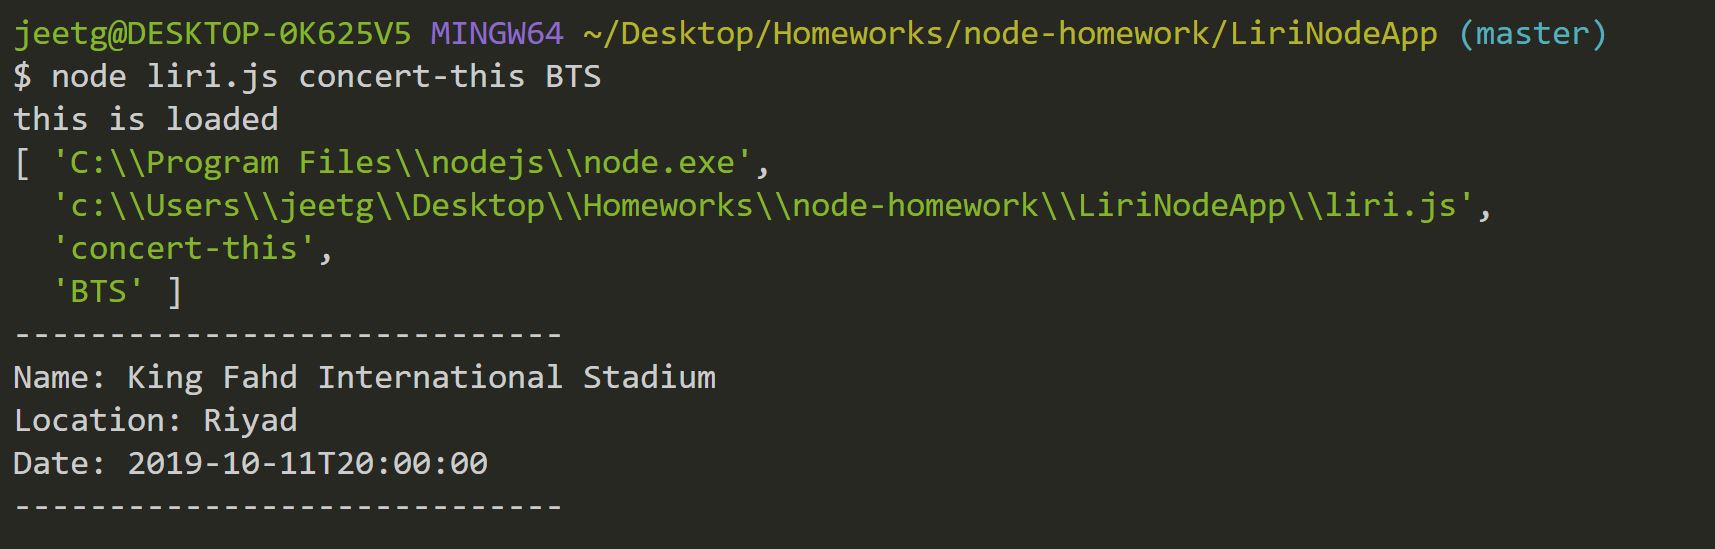 jeetg@DESKTOP-0K625V5 MINGW64 ~/Desktop/Homeworks/node-homework/LiriNodeApp (master)
$ node liri.js concert-this BTS
this is loaded
[ 'C:\\Program Files\\nodejs\\node.exe',
  'c:\\Users\\jeetg\\Desktop\\Homeworks\\node-homework\\LiriNodeApp\\liri.js',
  'concert-this',
  'BTS' ]
-----------------------------
Name: King Fahd International Stadium
Location: Riyad
Date: 2019-10-11T20:00:00
-----------------------------